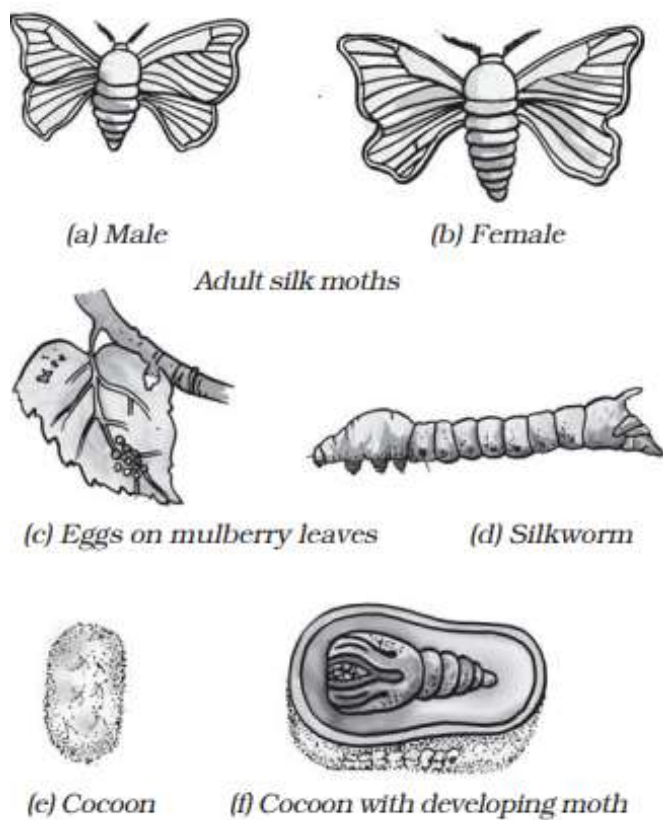 (a) Male
(b) Female
Adult silk moths
(c) Eggs on mulberry leaves
(d) Silkworm
(e) Cocoon
(f) Cocoon with developing moth